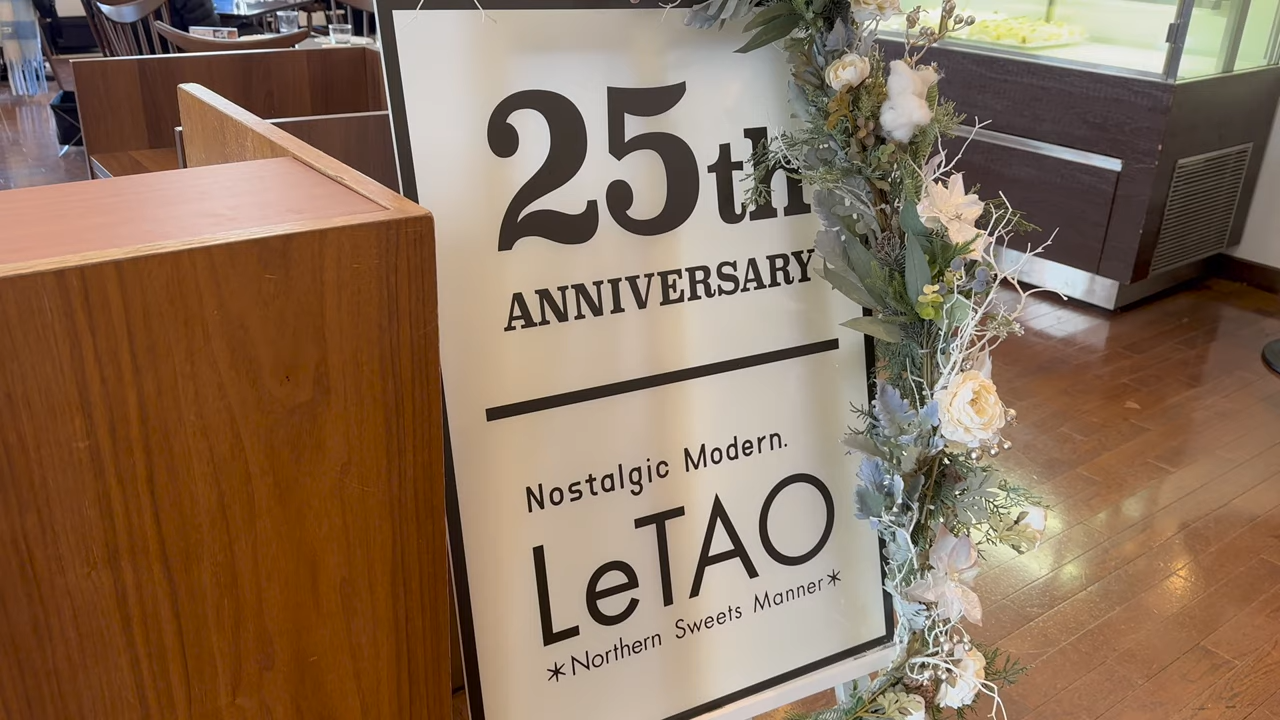 25th
ANNIVERSARY
Nostalgic Modern.
LeTAO
*Northern Sweets Manner*